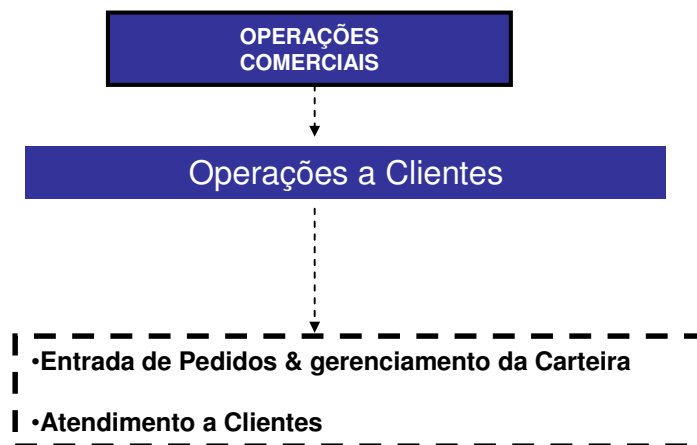 OPERAÇÕES
COMERCIAIS
Operações a Clientes
•Entrada de Pedidos & gerenciamento da Carteira
•Atendimento a Clientes